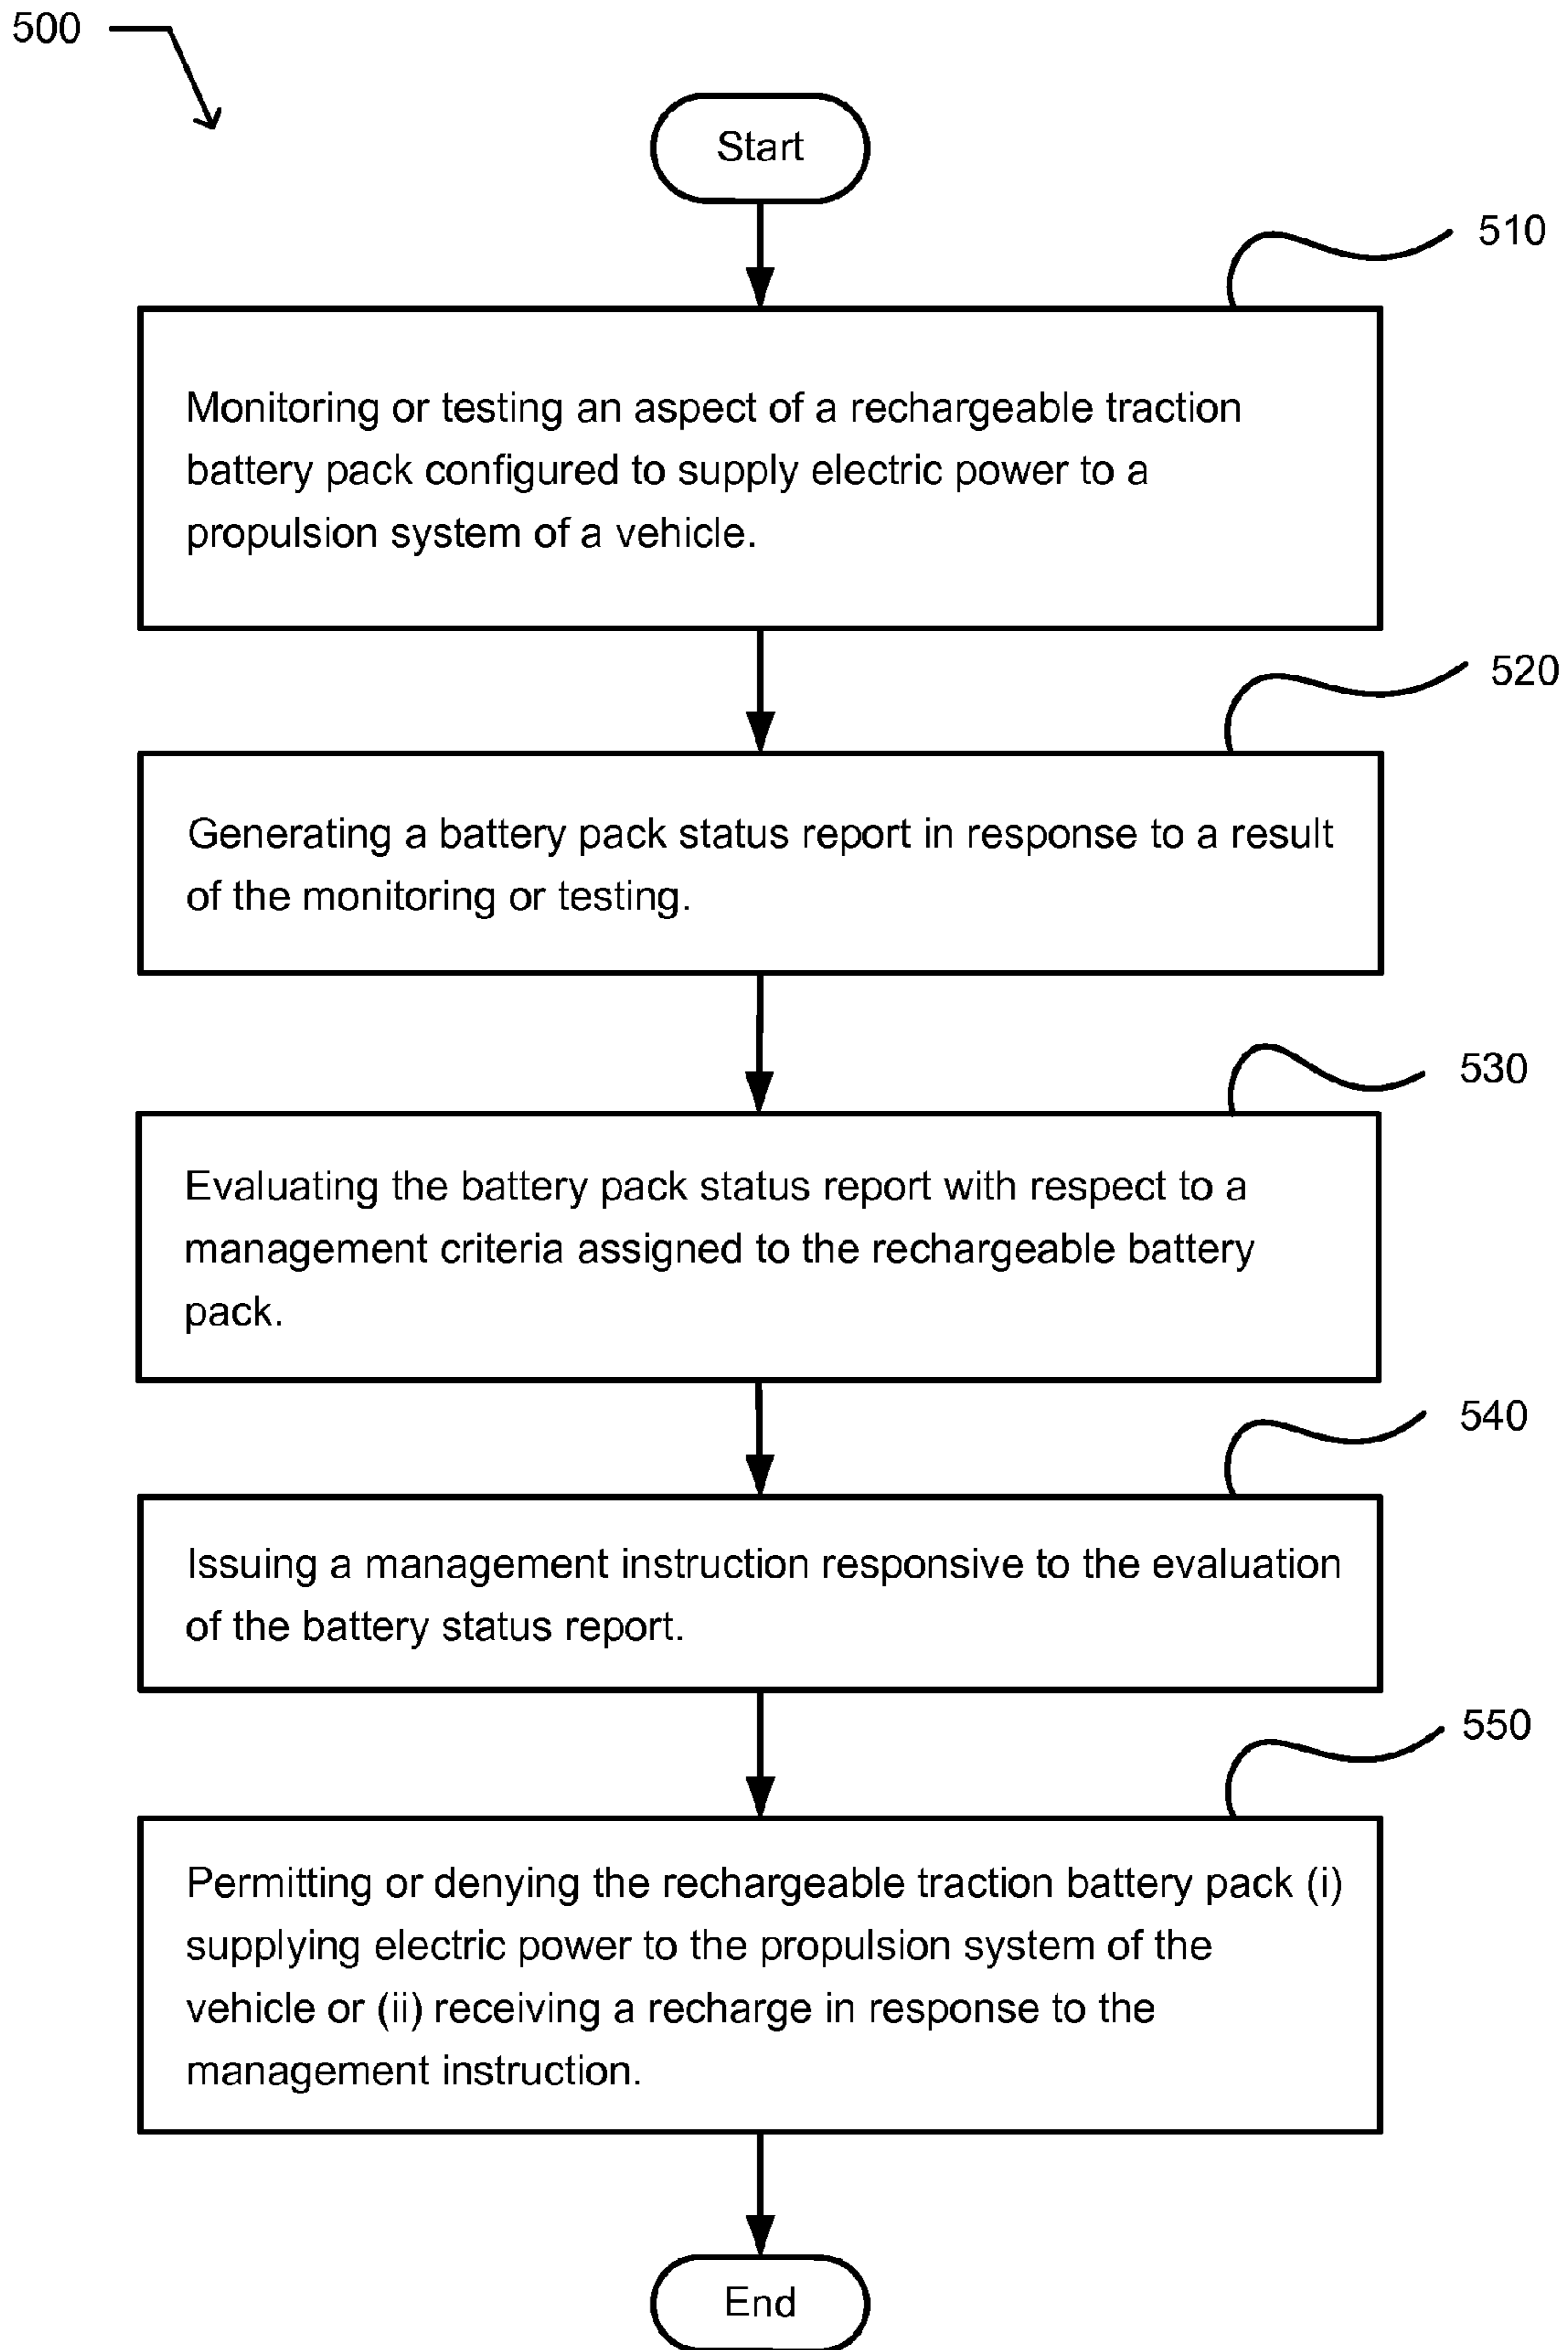 500
Start
510
Monitoring or testing an aspect of a rechargeable traction
battery pack configured to supply electric power to a
propulsion system of a vehicle.
520
Generating a battery pack status report in response to a result
of the monitoring or testing.
530
Evaluating the battery pack status report with respect to a
management criteria assigned to the rechargeable battery
pack.
540
Issuing a management instruction responsive to the evaluation
of the battery status report.
550
Permitting or denying the rechargeable traction battery pack (i)
supplying electric power to the propulsion system of the
vehicle or (ii) receiving a recharge in response to the
management instruction.
End